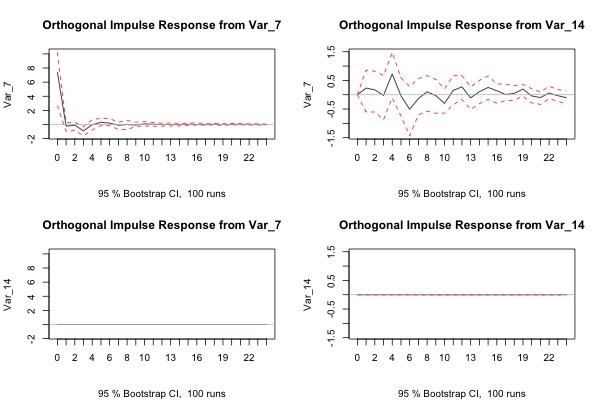 Orthogonal Impulse Response from Var_7
Var_7
-2 2 4 6 8
0 2 4 6 8 10 13 16 19 22
95 % Bootstrap CI, 100 runs
Orthogonal Impulse Response from Var_14
Var_7
-1.5 -0.5 0.5 1.5
0 2 4 6 8 10 13 16 19 22
95 % Bootstrap CI, 100 runs
Orthogonal Impulse Response from Var_7
Var_14
-2 2 4 6 8
0 2 4 6 8 10 13 16 19 22
95 % Bootstrap CI, 100 runs
Orthogonal Impulse Response from Var_14
Var_14
-1.5 -0.5 0.5 1.5
0 2 4 6 8 10 13 16 19 22
95 % Bootstrap CI, 100 runs